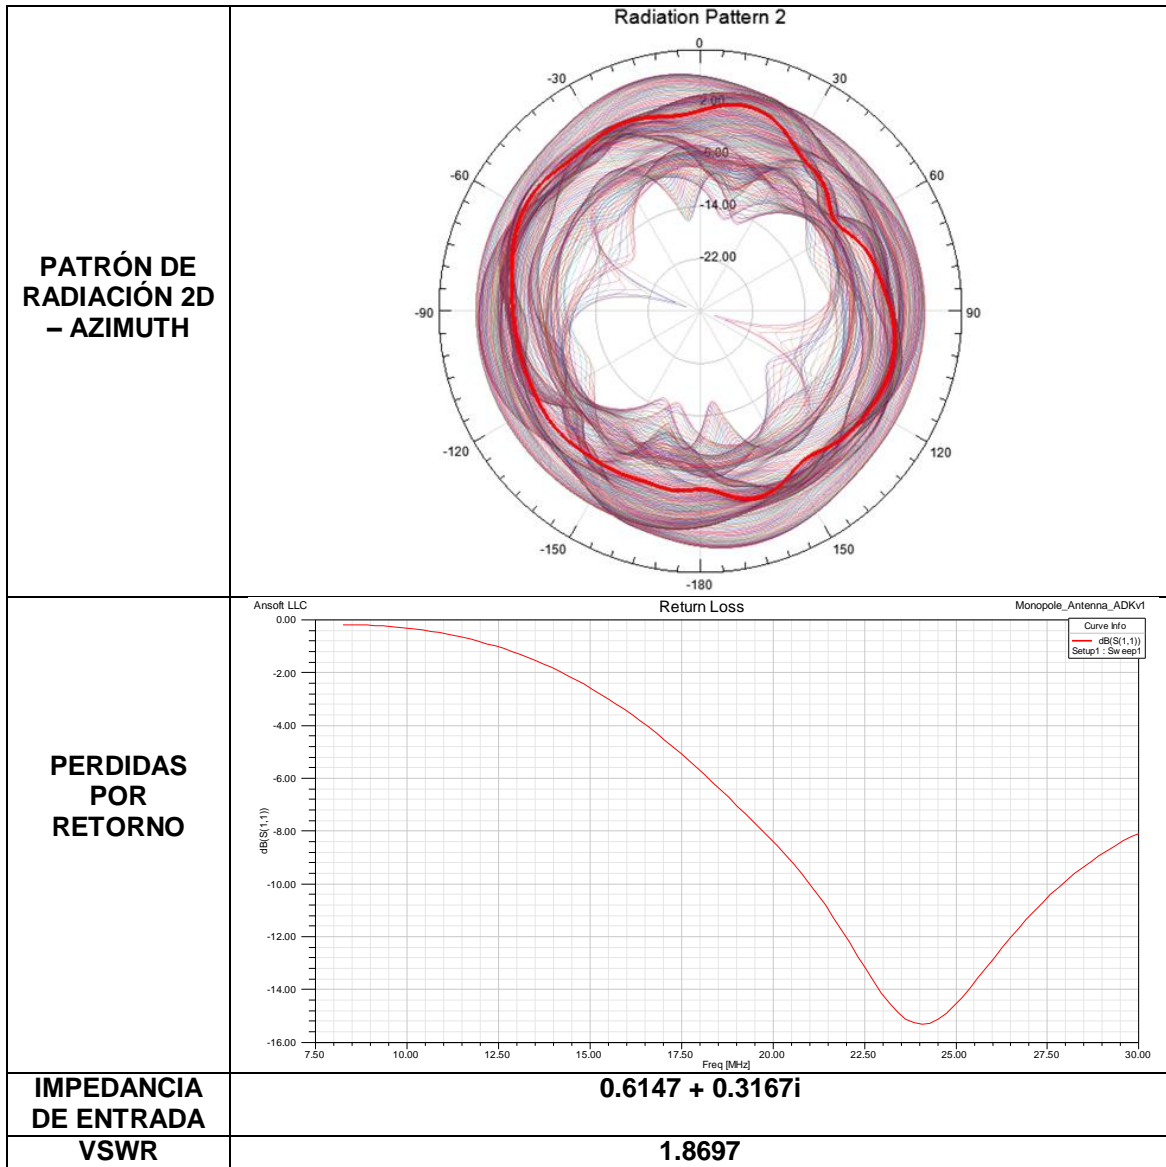 Radiation Pattern 2
0
-30
30
2.00
-60
60
-6.00
-14.00
-22.00
PATRÓN DE
RADIACIÓN 2D
– AZIMUTH
-90
90
-120
120
-150
150
-180
Ansoft LLC
Return Loss
Monopole_Antenna_ADKv1
Curve Info
dB(S(1,1))
Setup1 : Sweep1
0.00
-2.00
-4.00
-6.00
-8.00
-10.00
-12.00
-14.00
-16.00
dB(S(1,1))
PERDIDAS
POR
RETORNO
7.50 10.00 12.50 15.00 17.50 20.00 22.50 25.00 27.50 30.00
Freq [MHz]
IMPEDANCIA
DE ENTRADA
0.6147 + 0.3167i
VSWR
1.8697